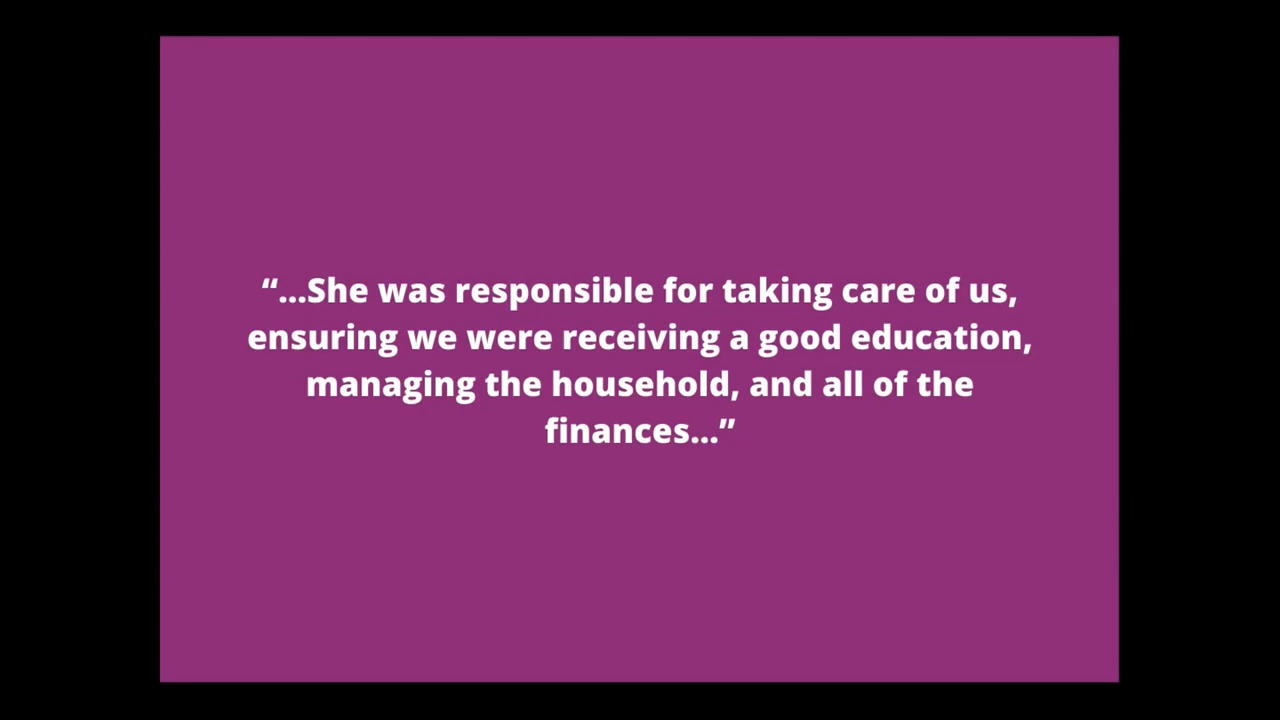 “...She was responsible for taking care of us,
ensuring we were receiving a good education,
managing the household, and all of the
finances...”